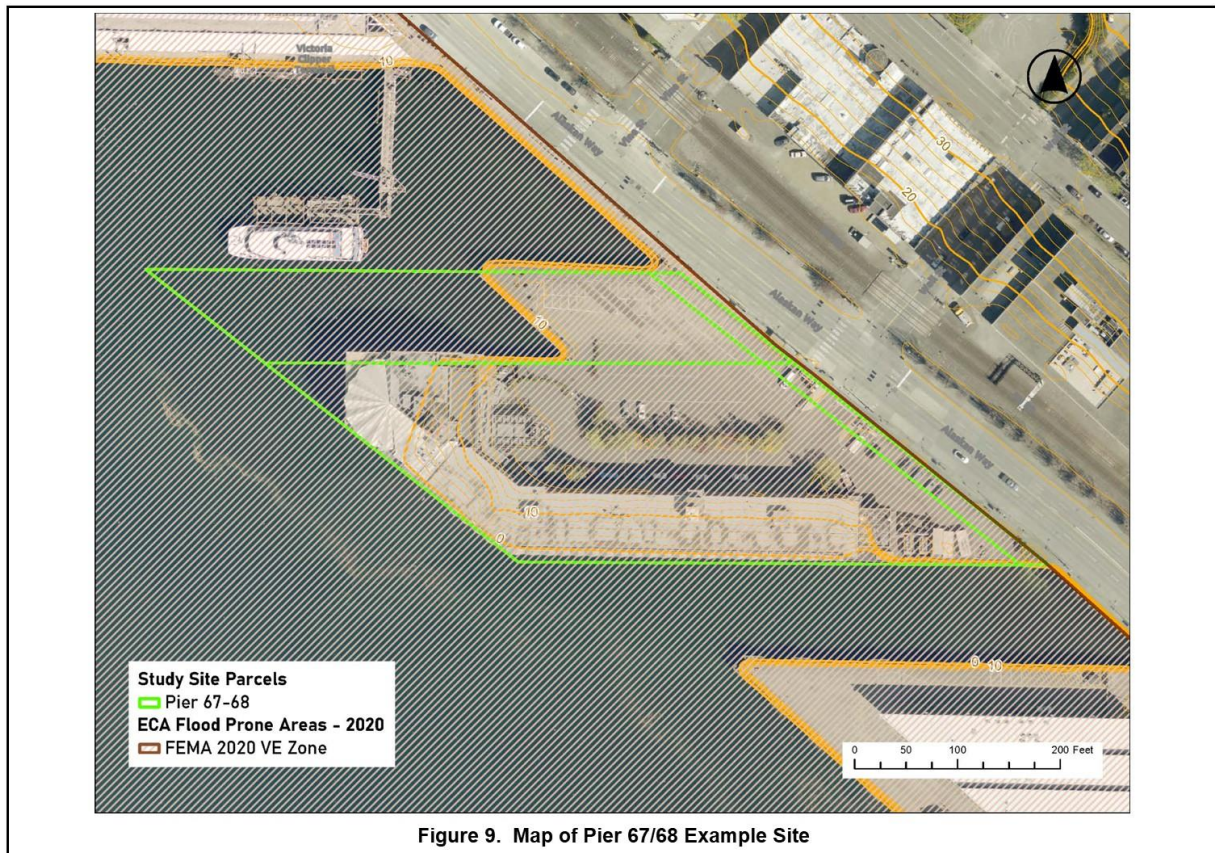 Victoria
Clipper
10
Alaskan Way
30
20
10
Alaskan Way
Alaskan Way
10
0
0 10
Study Site Parcels
Pier 67-68
ECA Flood Prone Areas - 2020
FEMA 2020 VE Zone
0 50 100 200 Feet
Figure 9. Map of Pier 67/68 Example Site